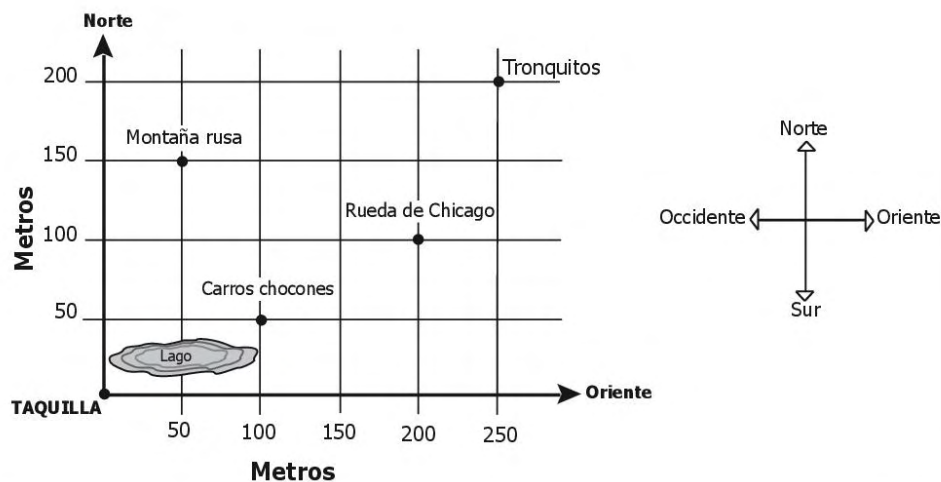 Norte
200
Tronquitos
Montaña rusa
150
Metros
Rueda de Chicago
100
Carros chocones
50
Lago
TAQUILLA
Oriente
50 100 150 200 250
Metros
Norte
Occidente Oriente
Sur